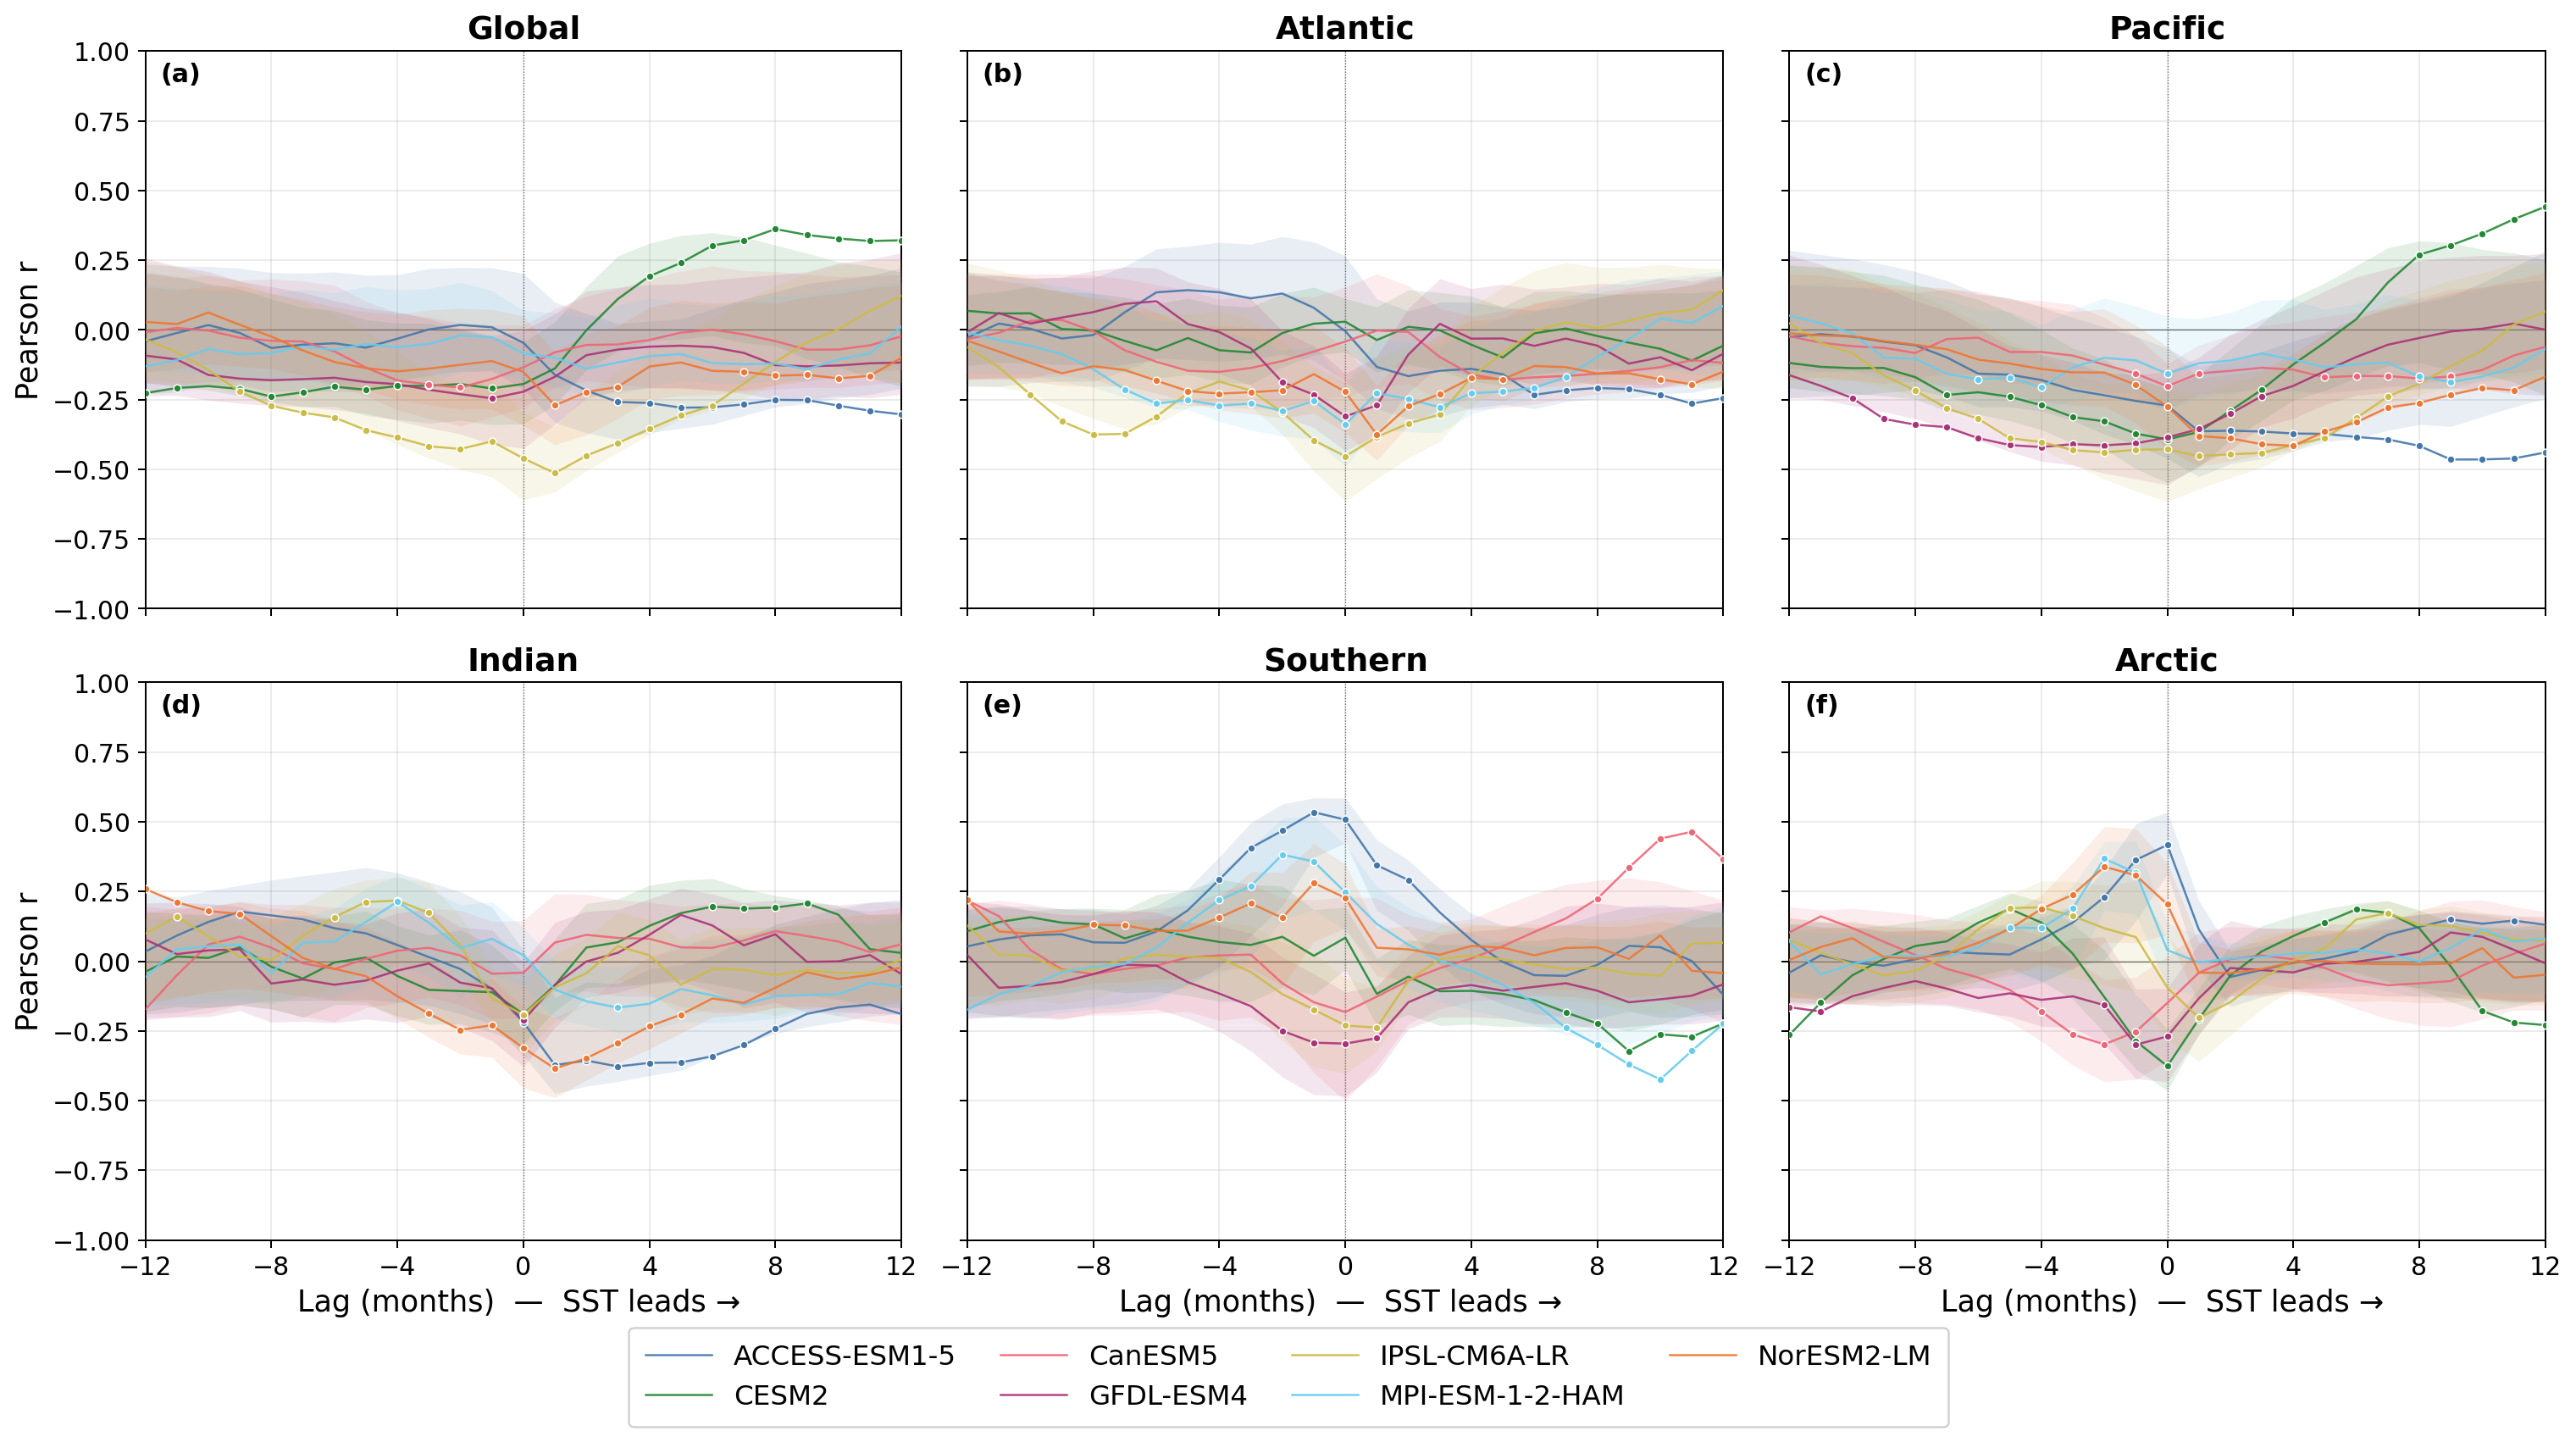 Global
Atlantic
Pacific
(a)
(b)
(c)
1.00
0.75
0.50
0.25
0.00
−0.25
−0.50
−0.75
−1.00
Pearson r
Indian
Southern
Arctic
(d)
(e)
(f)
1.00
0.75
0.50
0.25
0.00
−0.25
−0.50
−0.75
−1.00
Pearson r
−12 −8 −4 0 4 8 12
−12 −8 −4 0 4 8 12
−12 −8 −4 0 4 8 12
Lag (months) — SST leads →
Lag (months) — SST leads →
Lag (months) — SST leads →
ACCESS-ESM1-5 CanESM5 IPSL-CM6A-LR NorESM2-LM
CESM2 GFDL-ESM4 MPI-ESM-1-2-HAM